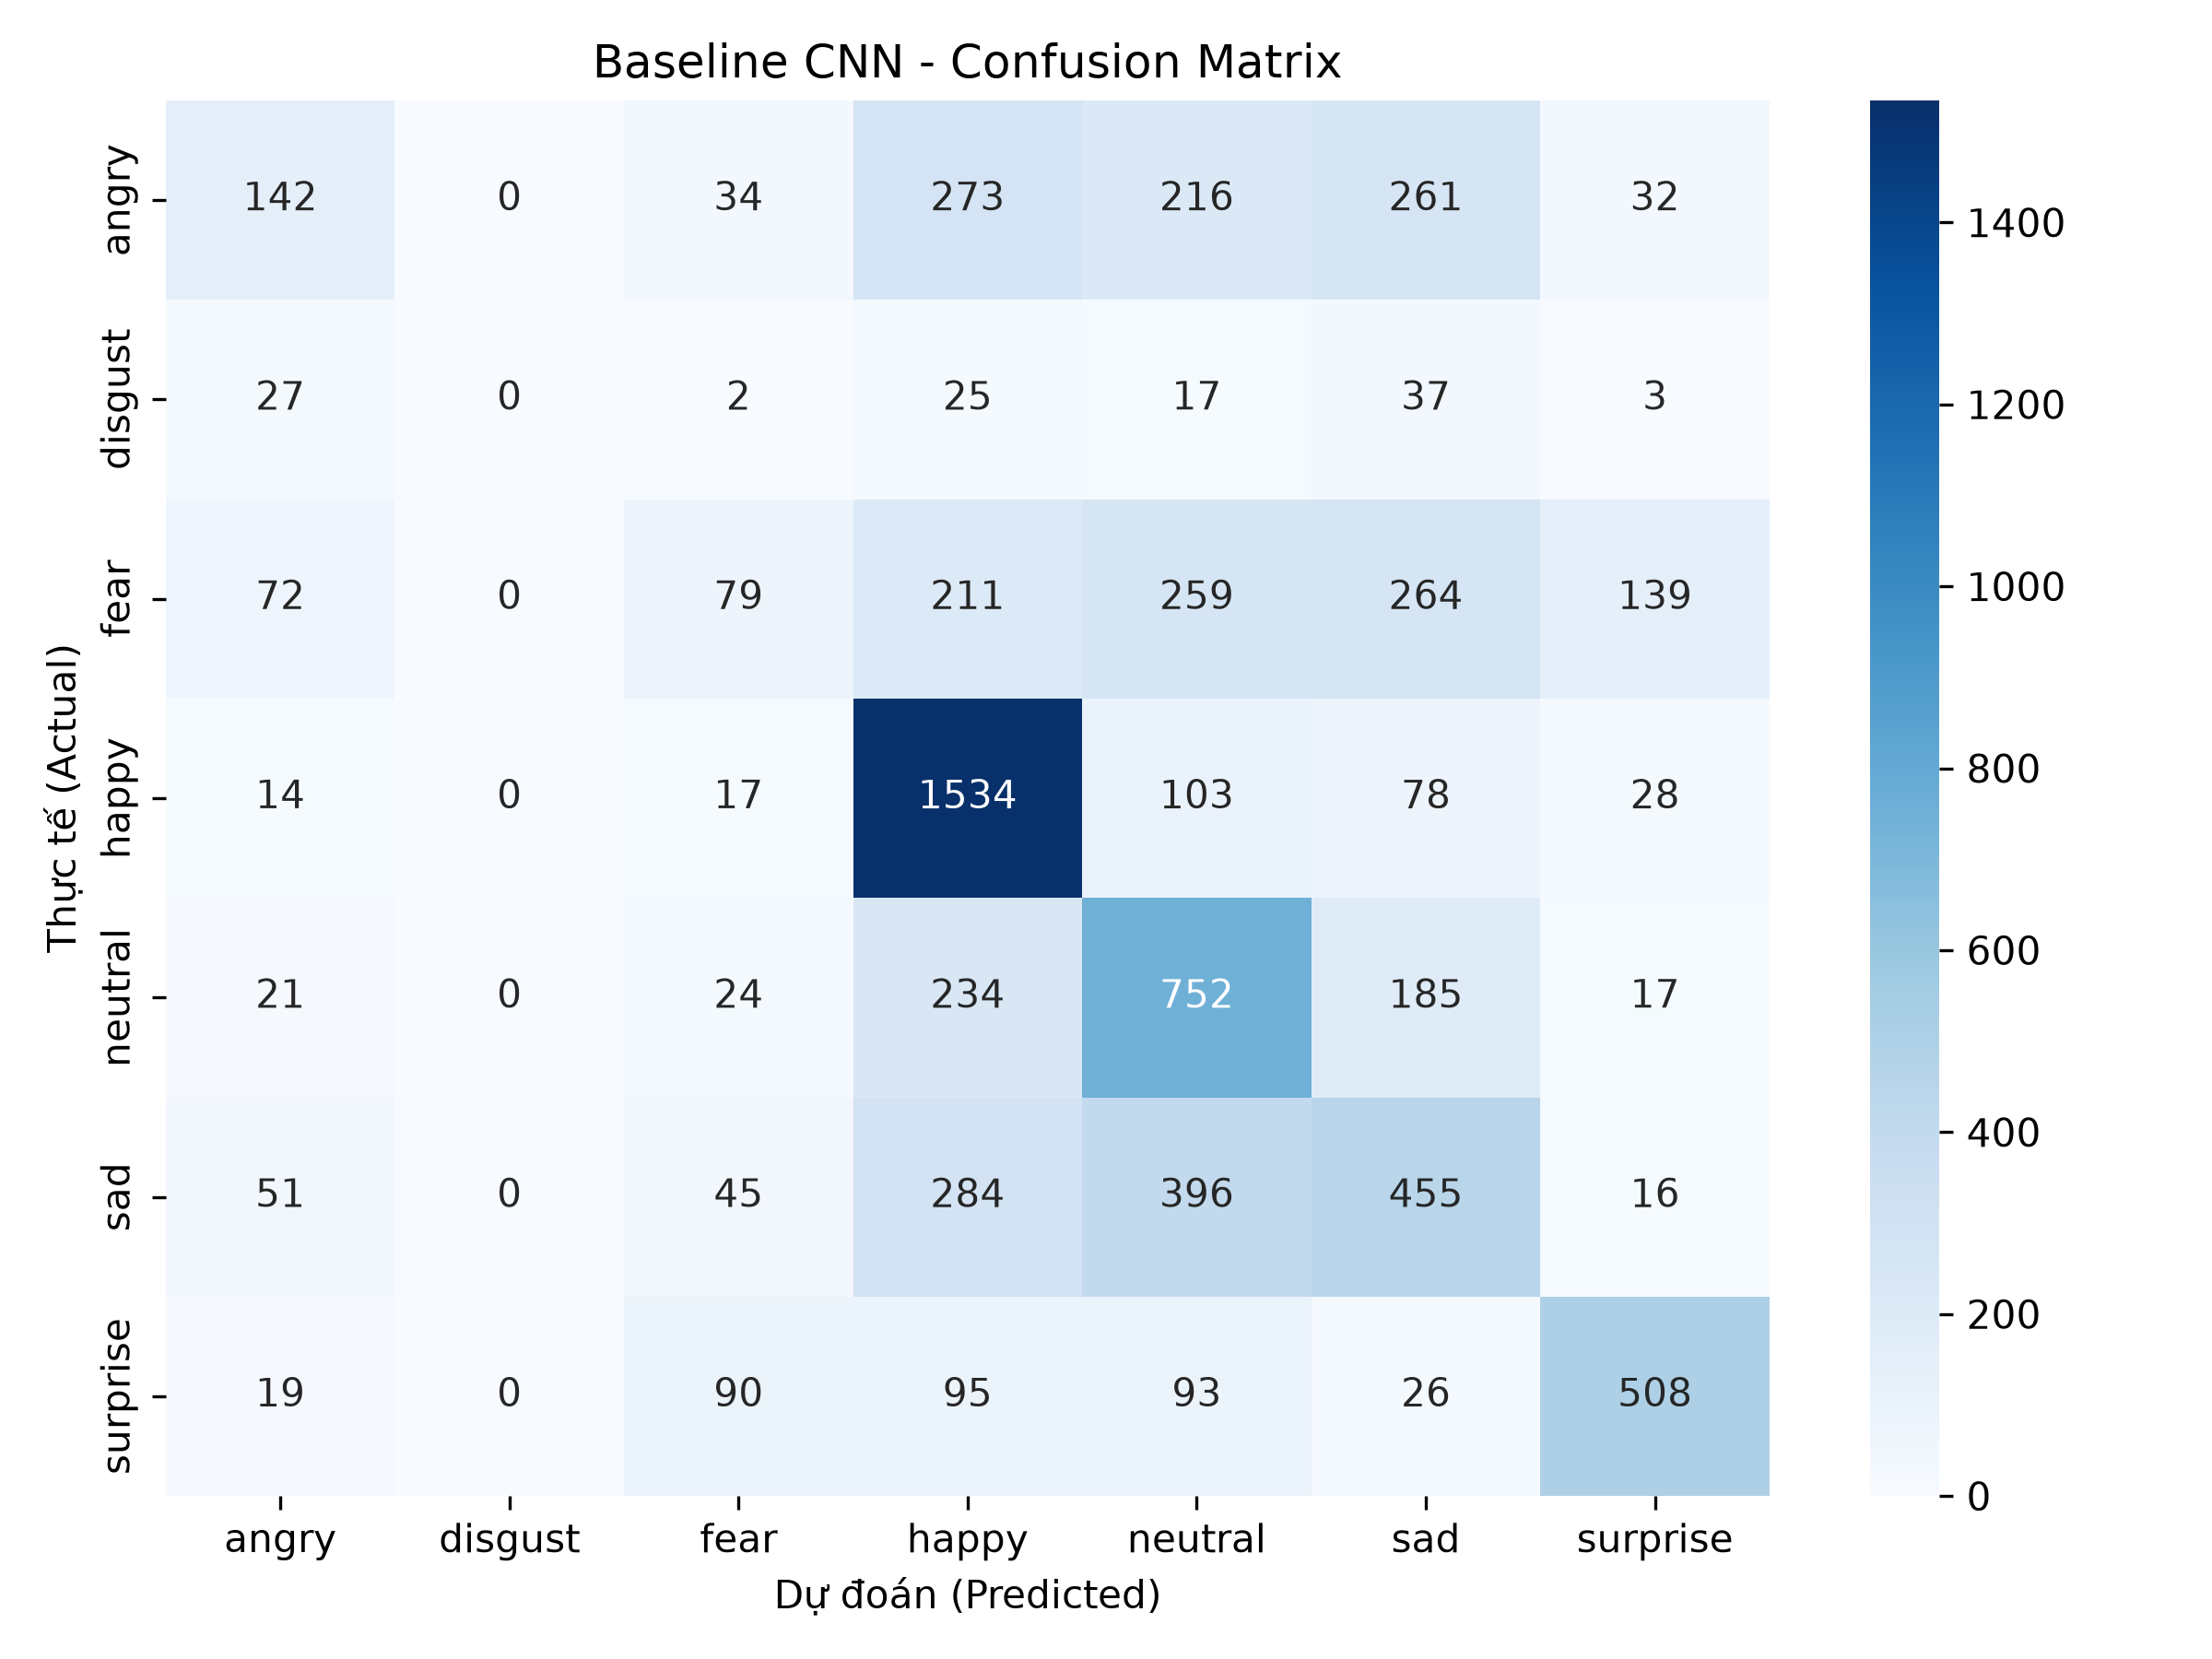 Baseline CNN - Confusion Matrix
Thực tế (Actual)
angry 142 0 34 273 216 261 32
disgust 27 0 2 25 17 37 3
fear 72 0 79 211 259 264 139
happy 14 0 17 1534 103 78 28
neutral 21 0 24 234 752 185 17
sad 51 0 45 284 396 455 16
surprise 19 0 90 95 93 26 508
angry disgust fear happy neutral sad surprise
Dự đoán (Predicted)
1400
1200
1000
800
600
400
200
0